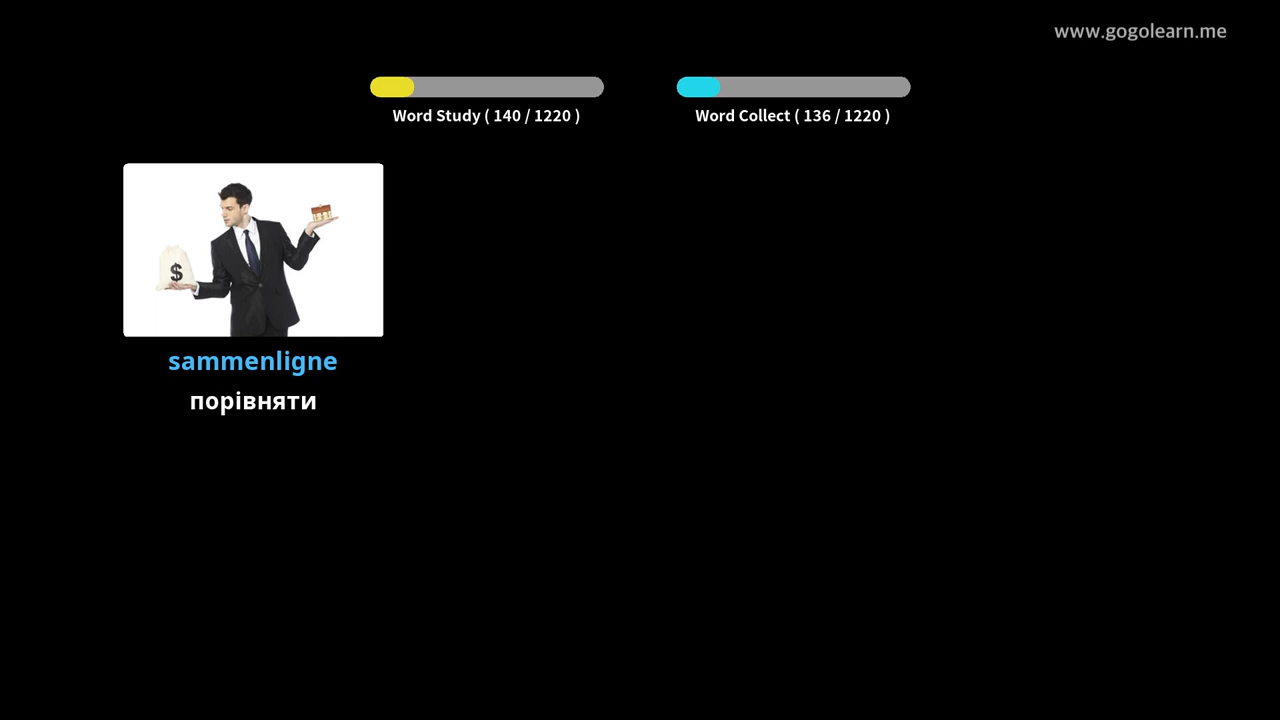 www.gogolearn.me
Word Study ( 140 / 1220 )
Word Collect ( 136 / 1220 )
$
sammenligne
порівняти